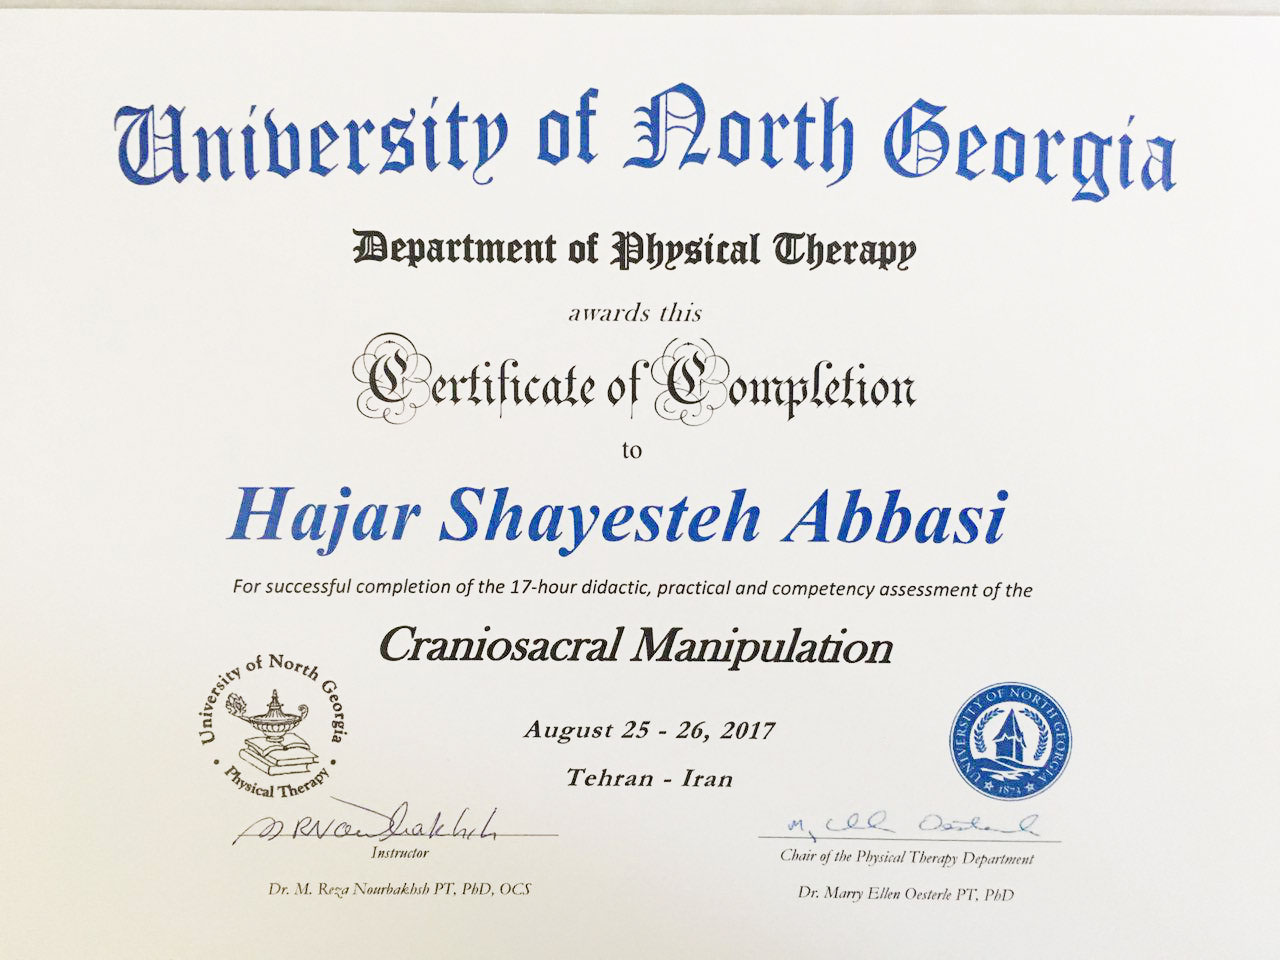 University of North Georgia
Department of Physical Therapy
awards this
Certificate of Completion
to
Hajar Shayesteh Abbasi
For successful completion of the 17-hour didactic, practical and competency assessment of the
Craniosacral Manipulation
University of North Georgia
• Physical Therapy •
August 25 - 26, 2017
Tehran - Iran
UNIVERSITY OF NORTH GEORGIA
1873
Instructor
Dr. M. Reza Nourbakhsh PT, PhD, OCS
Chair of the Physical Therapy Department
Dr. Marry Ellen Oesterle PT, PhD